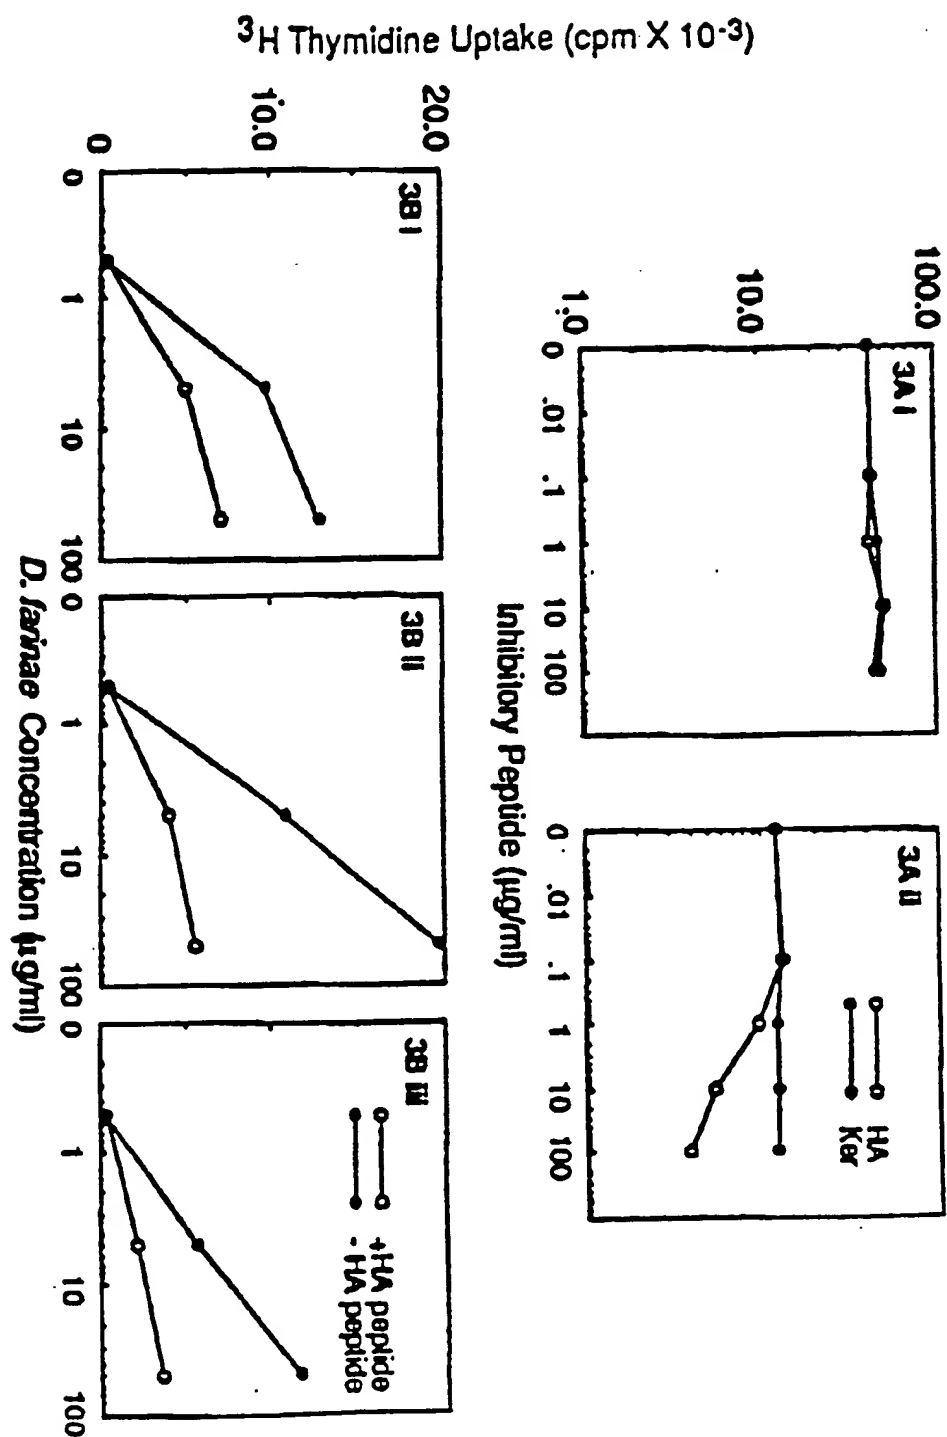 ³H Thymidine Uptake (cpm X 10⁻³)
100.0
10.0
1.0
3A I
0 .01 .1 1 10 100
3A II
HA
Ker
0 .01 .1 1 10 100
Inhibitory Peptide (µg/ml)
20.0
10.0
0
3B I
0 1 10 100
3B II
0 1 10 100
3B III
+HA peptide
- HA peptide
0 1 10 100
D. farinae Concentration (µg/ml)